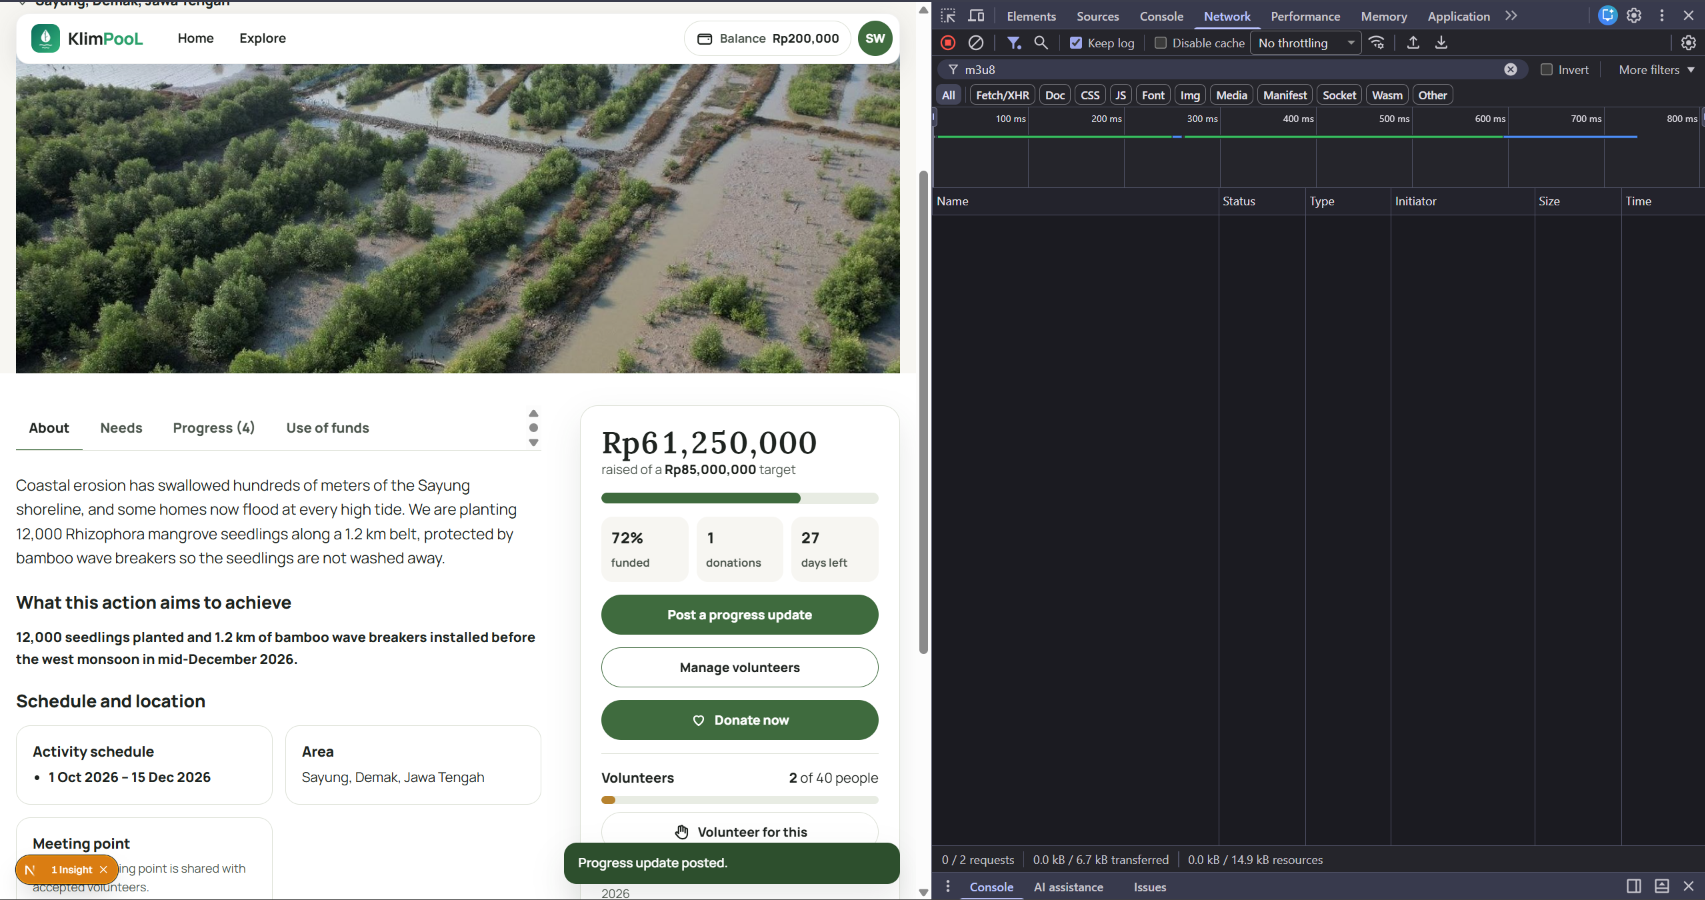 Sayung, Demak, Jawa Tengah
KlimPooL
Home
Explore
Balance Rp200,000
SW
About
Needs
Progress (4)
Use of funds
Coastal erosion has swallowed hundreds of meters of the Sayung
shoreline, and some homes now flood at every high tide. We are planting
12,000 Rhizophora mangrove seedlings along a 1.2 km belt, protected by
bamboo wave breakers so the seedlings are not washed away.
What this action aims to achieve
12,000 seedlings planted and 1.2 km of bamboo wave breakers installed before
the west monsoon in mid-December 2026.
Schedule and location
Activity schedule
• 1 Oct 2026 – 15 Dec 2026
Area
Sayung, Demak, Jawa Tengah
Meeting point
ing point is shared with
accepted volunteers.
N 1 Insight ×
Rp61,250,000
raised of a Rp85,000,000 target
72%
funded
1
donations
27
days left
Post a progress update
Manage volunteers
Donate now
Volunteers
2 of 40 people
Volunteer for this
Progress update posted.
2026
Elements
Sources
Console
Network
Performance
Memory
Application
Keep log
Disable cache
No throttling
m3u8
Invert
More filters
All
Fetch/XHR
Doc
CSS
JS
Font
Img
Media
Manifest
Socket
Wasm
Other
100 ms
200 ms
300 ms
400 ms
500 ms
600 ms
700 ms
800 ms
Name
Status
Type
Initiator
Size
Time
0 / 2 requests
0.0 kB / 6.7 kB transferred
0.0 kB / 14.9 kB resources
Console
AI assistance
Issues